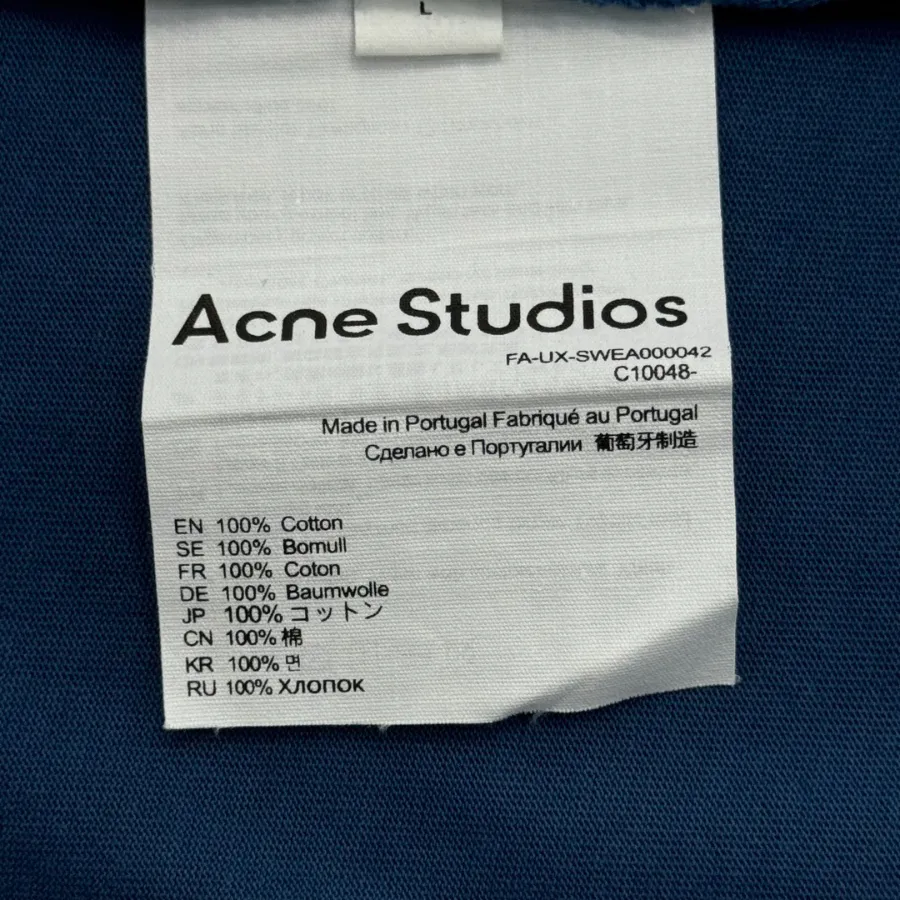 L
Acne Studios
FA-UX-SWEA000042
C10048-
Made in Portugal Fabriqué au Portugal
Сделано е Португалии 葡萄牙制造
EN 100% Cotton
SE 100% Bomull
FR 100% Coton
DE 100% Baumwolle
JP 100% コットン
CN 100% 棉
KR 100% 면
RU 100% Хлопок